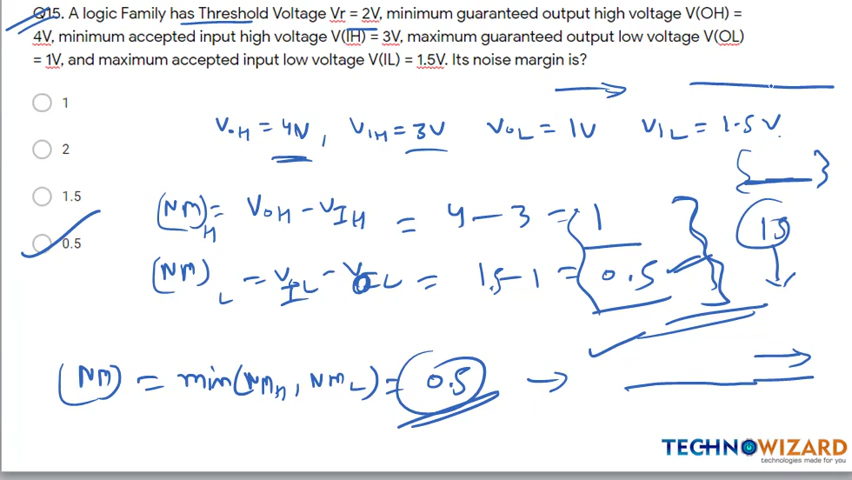 Q15. A logic Family has Threshold Voltage Vr = 2V, minimum guaranteed output high voltage V(OH) =
4V, minimum accepted input high voltage V(IH) = 3V, maximum guaranteed output low voltage V(OL)
= 1V, and maximum accepted input low voltage V(IL) = 1.5V. Its noise margin is?
1
VOH = 4V, VIH = 3V VOL = 1V VIL = 1.5V.
2
1.5
(NM)H = VOH - VIH = 4 - 3 = 1
13
0.5
(NM)L = VIL - VOL = 1.5 - 1 = 0.5
(NM) = min(NMH, NML) = 0.5
TECHNOWIZARD
technologies made for you